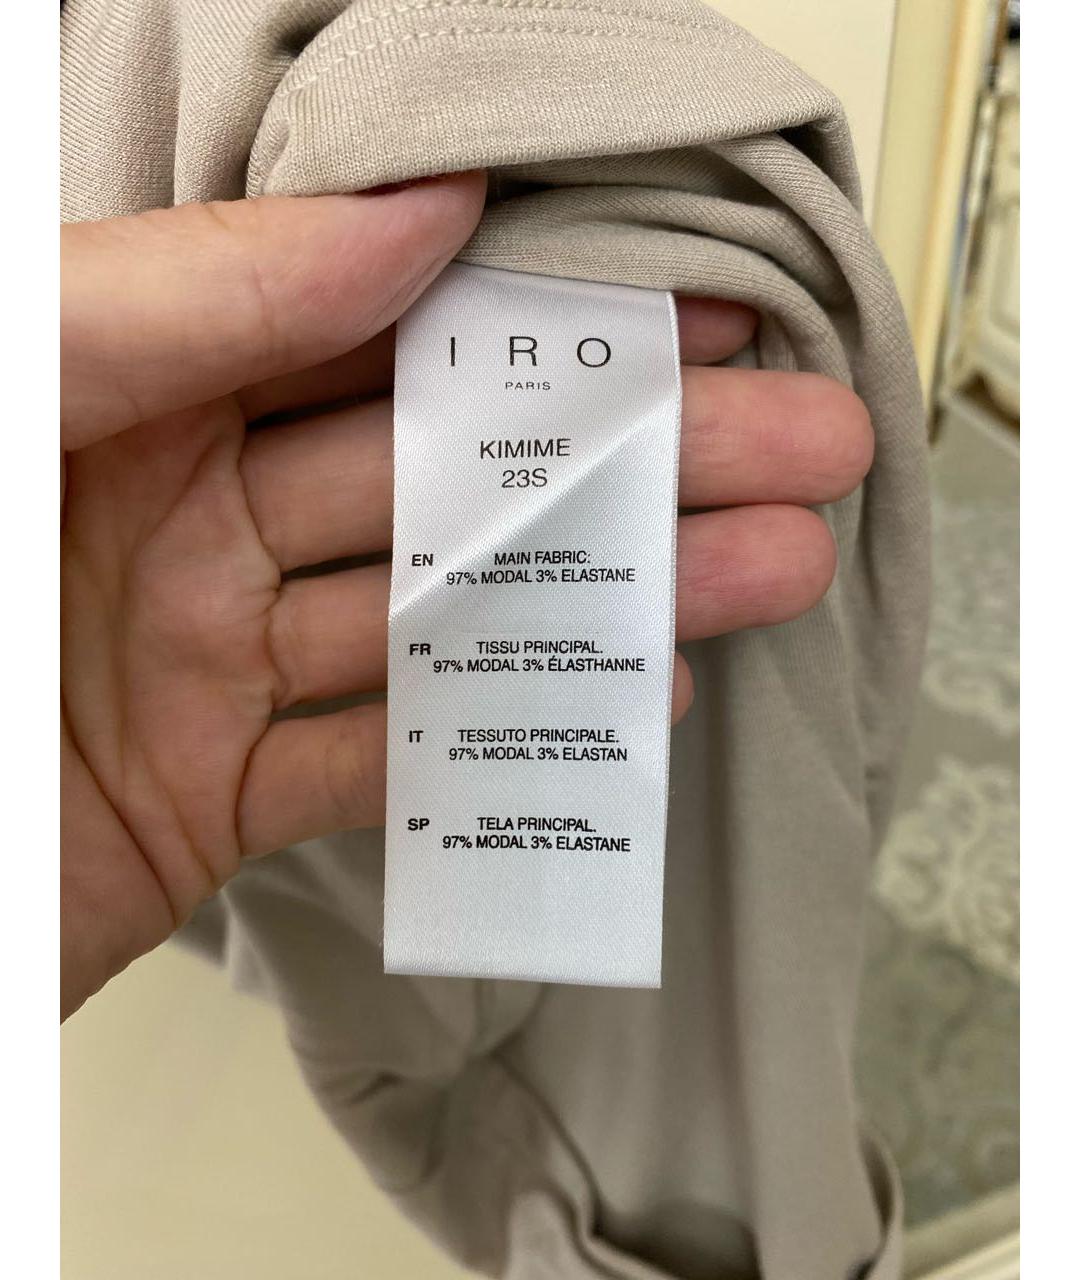 IRO
PARIS
KIMIME
23S
EN MAIN FABRIC:
97% MODAL 3% ELASTANE
FR TISSU PRINCIPAL.
97% MODAL 3% ÉLASTHANNE
IT TESSUTO PRINCIPALE.
97% MODAL 3% ELASTAN
SP TELA PRINCIPAL.
97% MODAL 3% ELASTANE